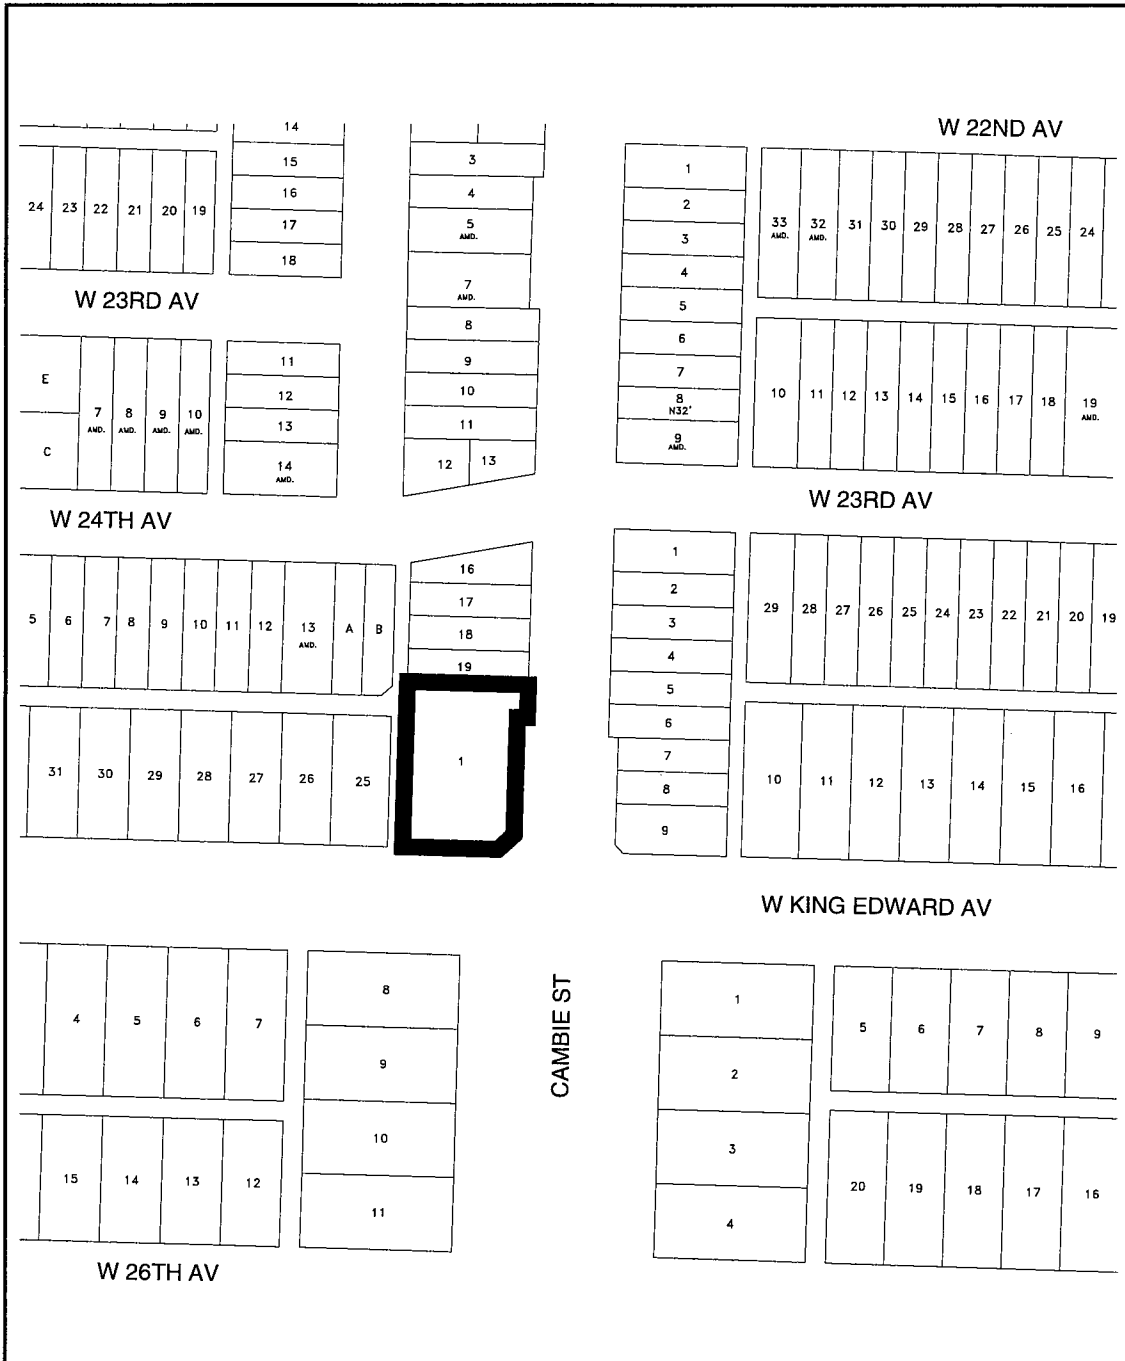 W 22ND AV
14
15
16
17
18
3
4
5
AMD.
7
AMD.
8
9
10
11
12 13
24 23 22 21 20 19
W 23RD AV
1
2
3
4
5
6
7
8
N32'
9
AMD.
33 32 31 30 29 28 27 26 25 24
AMD. AMD.
10 11 12 13 14 15 16 17 18 19
AMD.
W 23RD AV
E
C
7 8 9 10
AMD. AMD. AMD. AMD.
11
12
13
14
AMD.
W 24TH AV
5 6 7 8 9 10 11 12 13 A B
AMD.
16
17
18
19
1
31 30 29 28 27 26 25
1
2
3
4
5
6
7
8
9
29 28 27 26 25 24 23 22 21 20 19
10 11 12 13 14 15 16
W KING EDWARD AV
4 5 6 7
8
9
10
11
15 14 13 12
CAMBIE ST
1
2
3
4
5 6 7 8 9
20 19 18 17 16
W 26TH AV